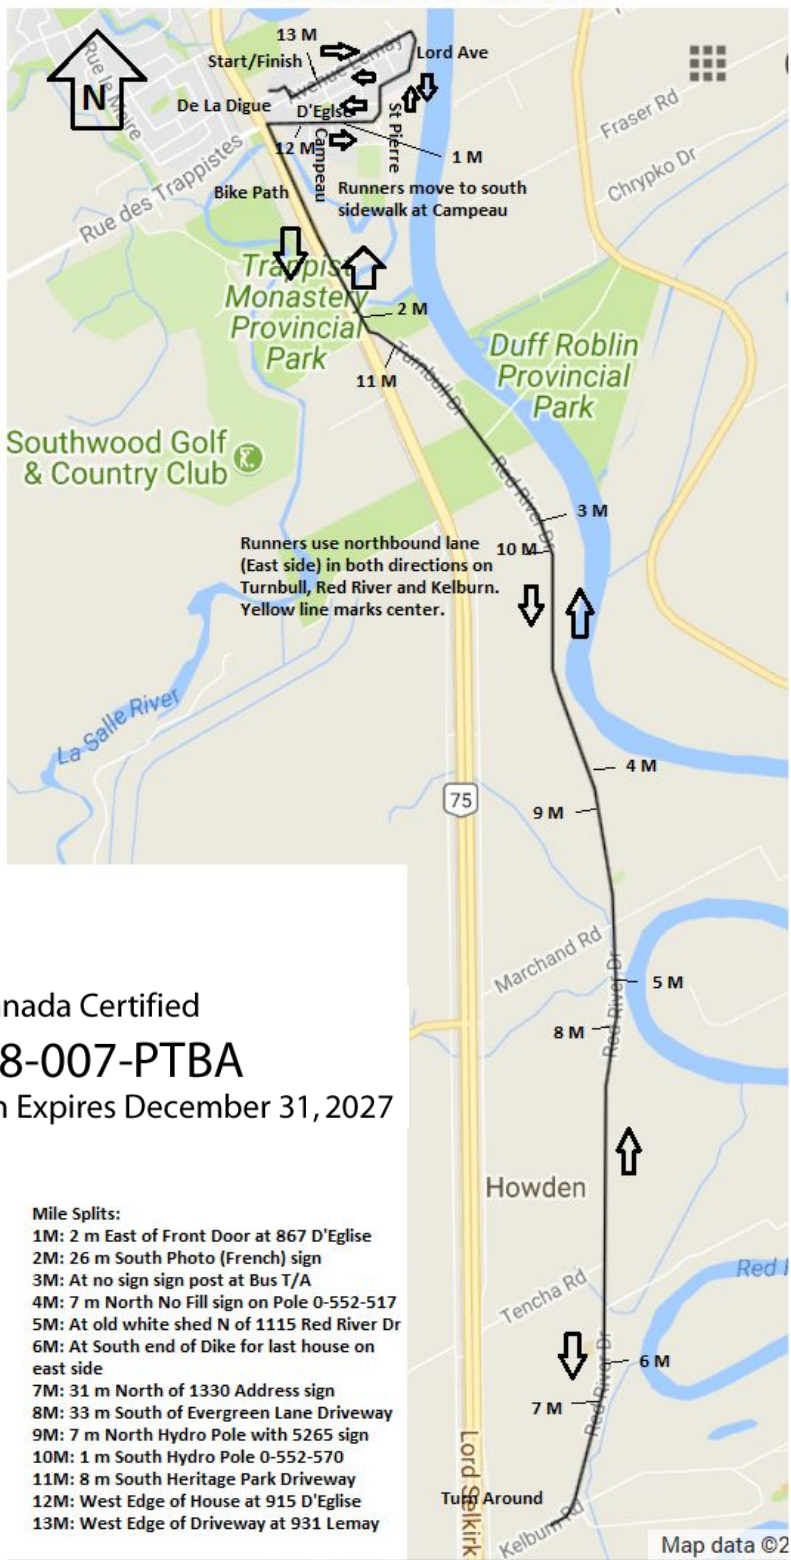 13 M
Start/Finish
Avenue Lemay
Lord Ave
N
Rue le Moire
De La Digue
D'Eglse
St Pierre
Campeau
12 M
1 M
Fraser Rd
Chrypko Dr
Rue des Trappistes
Bike Path
Runners move to south
sidewalk at Campeau
Trappist
Monastery
Provincial
Park
2 M
11 M
Turnbull Dr
Duff Roblin
Provincial
Park
Southwood Golf
& Country Club
Red River Dr
3 M
10 M
Runners use northbound lane
(East side) in both directions on
Turnbull, Red River and Kelburn.
Yellow line marks center.
La Salle River
4 M
75
9 M
Marchand Rd
Red River Dr
5 M
8 M
nada Certified
8-007-PTBA
n Expires December 31, 2027
Howden
Mile Splits:
1M: 2 m East of Front Door at 867 D'Eglise
2M: 26 m South Photo (French) sign
3M: At no sign sign post at Bus T/A
4M: 7 m North No Fill sign on Pole 0-552-517
5M: At old white shed N of 1115 Red River Dr
6M: At South end of Dike for last house on
east side
7M: 31 m North of 1330 Address sign
8M: 33 m South of Evergreen Lane Driveway
9M: 7 m North Hydro Pole with 5265 sign
10M: 1 m South Hydro Pole 0-552-570
11M: 8 m South Heritage Park Driveway
12M: West Edge of House at 915 D'Eglise
13M: West Edge of Driveway at 931 Lemay
Tencha Rd
Red
6 M
Red River Dr
7 M
Lord Selkirk
Turn Around
Kelburn Rd
Map data ©2